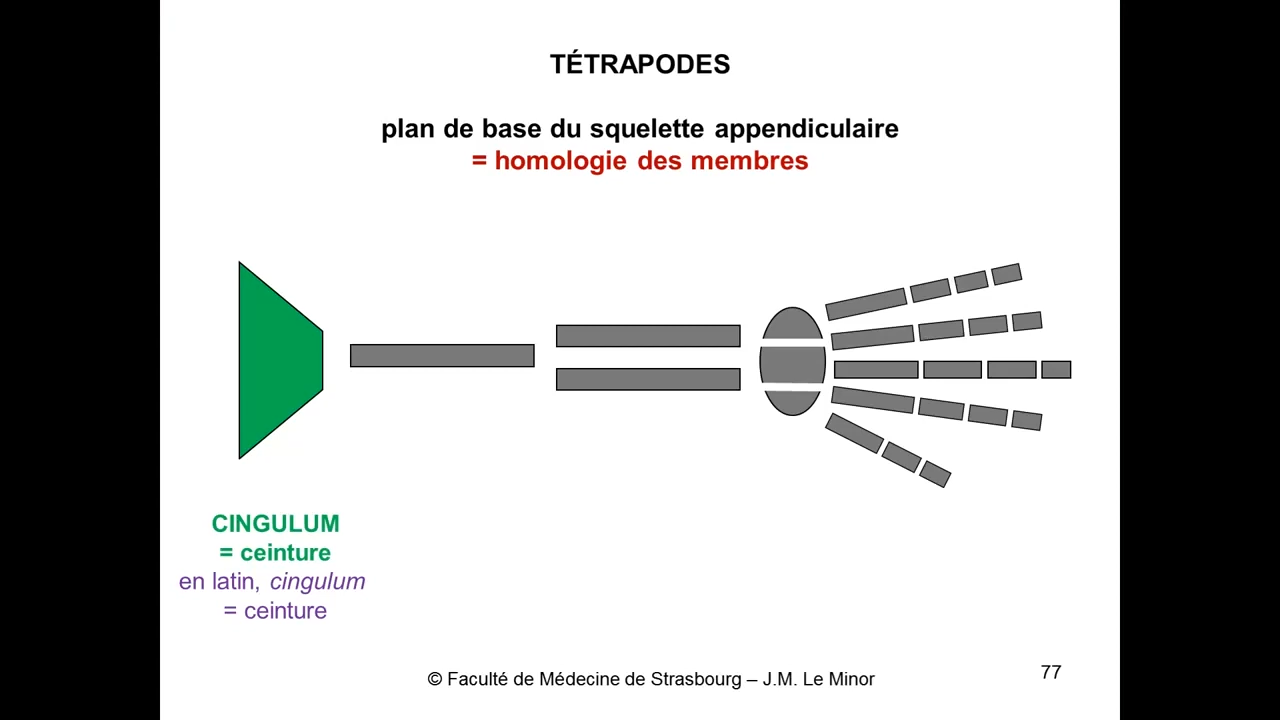 TÉTRAPODES
plan de base du squelette appendiculaire
= homologie des membres
CINGULUM
= ceinture
en latin, cingulum
= ceinture
© Faculté de Médecine de Strasbourg – J.M. Le Minor
77